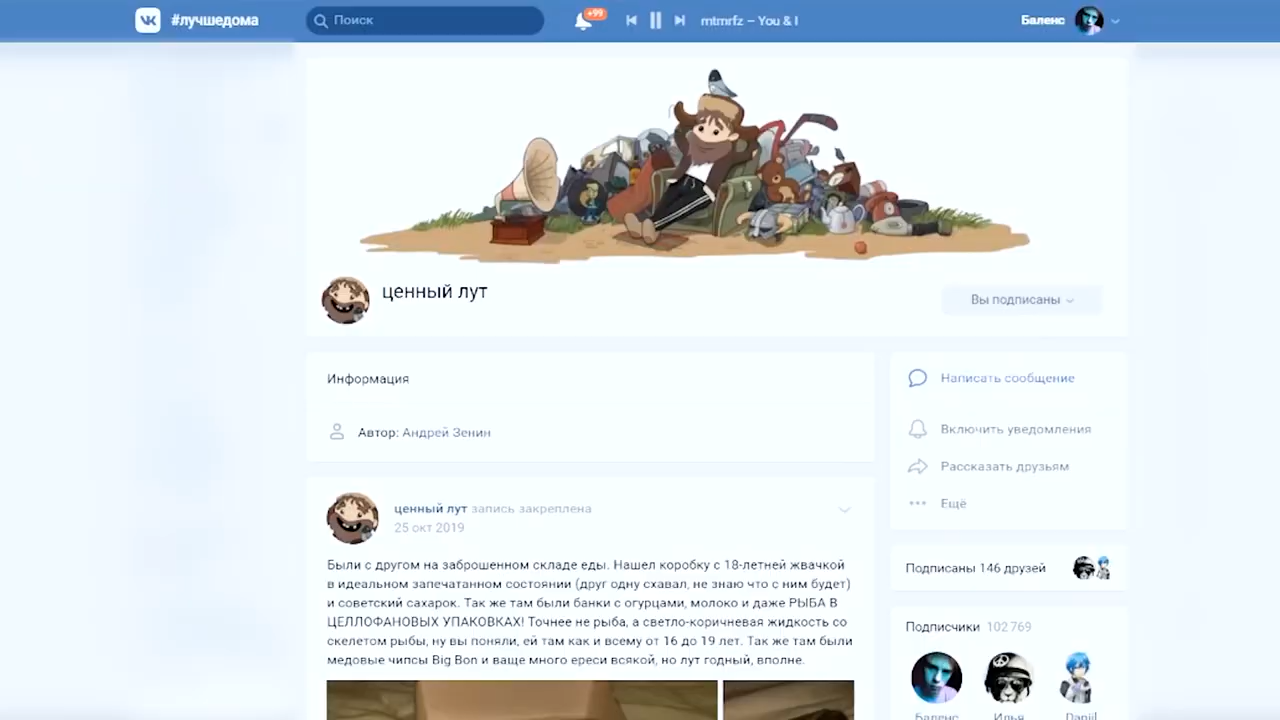 #лучшедома
Поиск
+99
mtmrfz – You & I
Баленс
ценный лут
Вы подписаны
Информация
Автор: Андрей Зенин
Написать сообщение
Включить уведомления
Рассказать друзьям
Ещё
ценный лут запись закреплена
25 окт 2019
Были с другом на заброшенном складе еды. Нашел коробку с 18-летней жвачкой
в идеальном запечатанном состоянии (друг одну схавал, не знаю что с ним будет)
и советский сахарок. Так же там были банки с огурцами, молоко и даже РЫБА В
ЦЕЛЛОФАНОВЫХ УПАКОВКАХ! Точнее не рыба, а светло-коричневая жидкость со
скелетом рыбы, ну вы поняли, ей там как и всему от 16 до 19 лет. Так же там были
медовые чипсы Big Bon и ваще много ереси всякой, но лут годный, вполне.
Подписаны 146 друзей
Подписчики 102 769
Баленс Илья Daniil